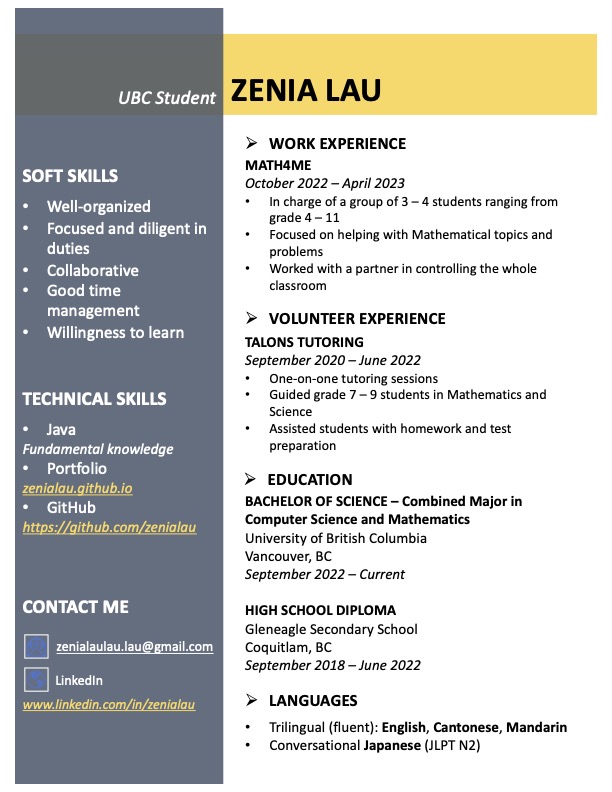 UBC Student ZENIA LAU
SOFT SKILLS
• Well-organized
• Focused and diligent in
duties
• Collaborative
• Good time
management
• Willingness to learn
TECHNICAL SKILLS
• Java
Fundamental knowledge
• Portfolio
zenialau.github.io
• GitHub
https://github.com/zenialau
CONTACT ME
zenialaulau.lau@gmail.com
LinkedIn
www.linkedin.com/in/zenialau
➢ WORK EXPERIENCE
MATH4ME
October 2022 – April 2023
• In charge of a group of 3 – 4 students ranging from
grade 4 – 11
• Focused on helping with Mathematical topics and
problems
• Worked with a partner in controlling the whole
classroom
➢ VOLUNTEER EXPERIENCE
TALONS TUTORING
September 2020 – June 2022
• One-on-one tutoring sessions
• Guided grade 7 – 9 students in Mathematics and
Science
• Assisted students with homework and test
preparation
➢ EDUCATION
BACHELOR OF SCIENCE – Combined Major in
Computer Science and Mathematics
University of British Columbia
Vancouver, BC
September 2022 – Current
HIGH SCHOOL DIPLOMA
Gleneagle Secondary School
Coquitlam, BC
September 2018 – June 2022
➢ LANGUAGES
• Trilingual (fluent): English, Cantonese, Mandarin
• Conversational Japanese (JLPT N2)